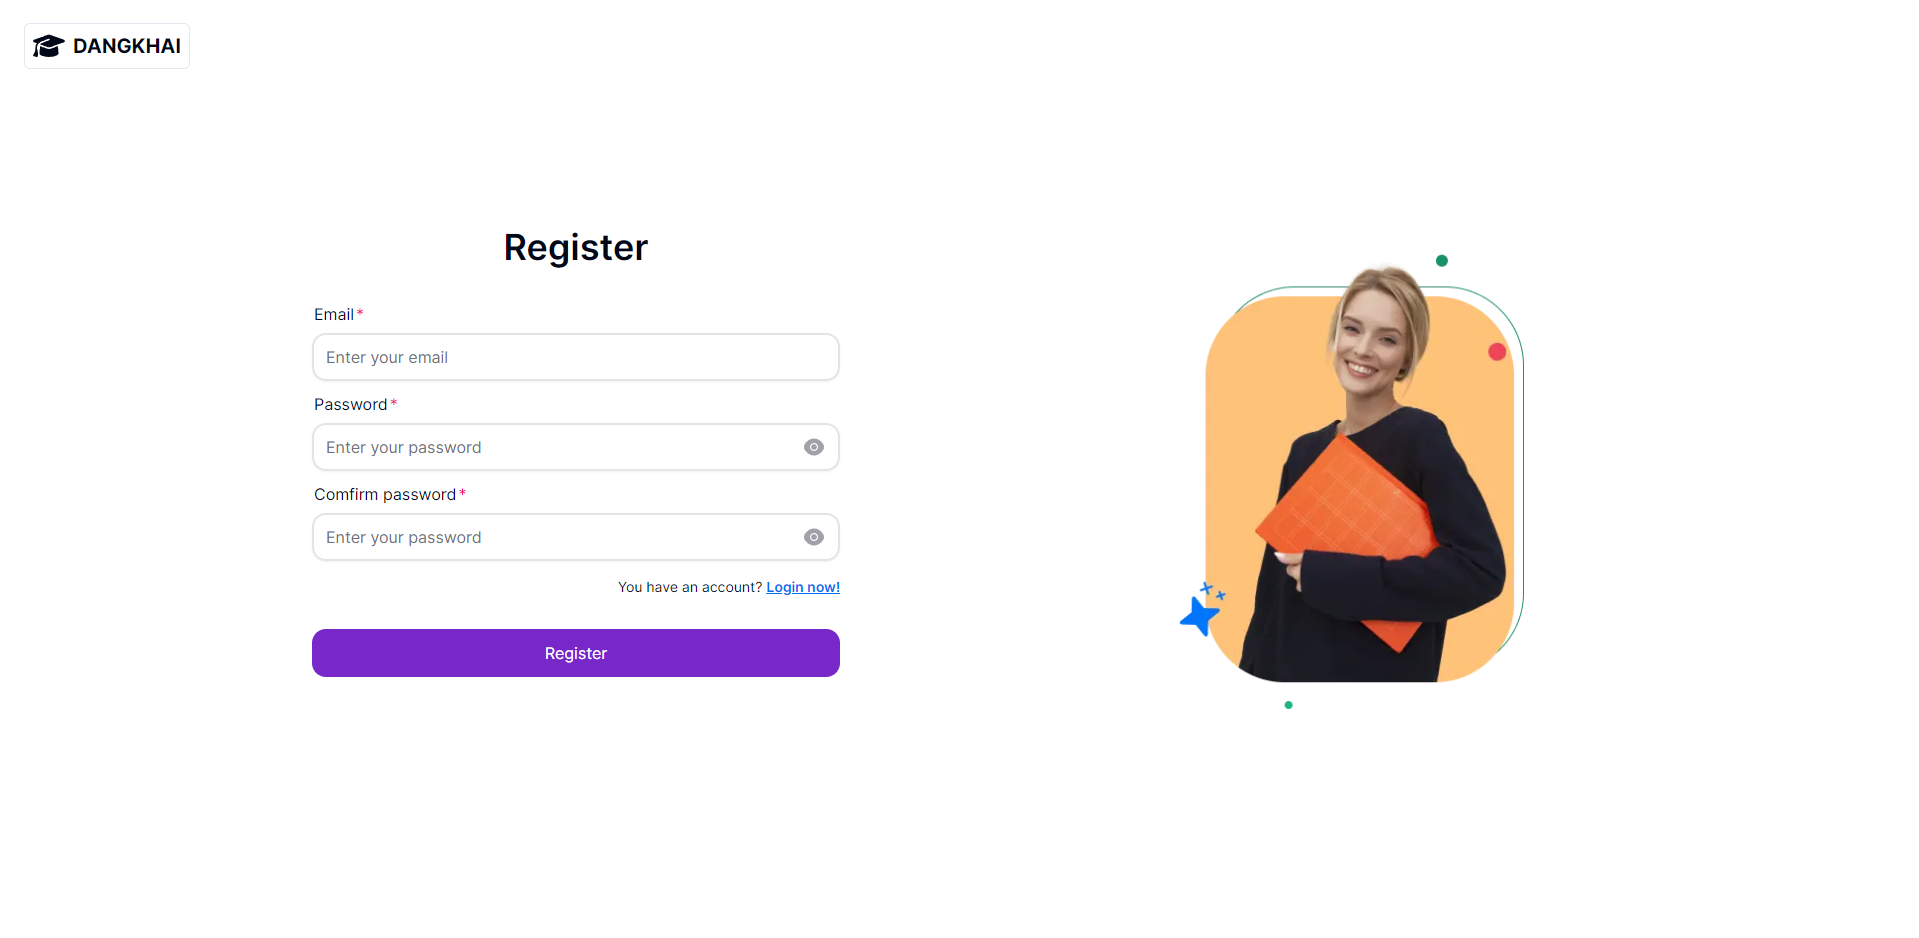 DANGKHAI
Register
Email*
Enter your email
Password*
Enter your password
Comfirm password*
Enter your password
You have an account? Login now!
Register